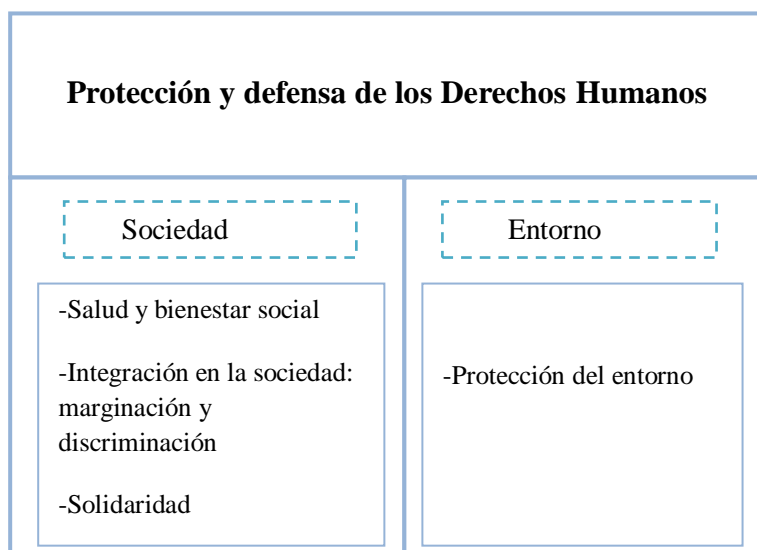 Protección y defensa de los Derechos Humanos
Sociedad
-Salud y bienestar social
-Integración en la sociedad:
marginación y
discriminación
-Solidaridad
Entorno
-Protección del entorno